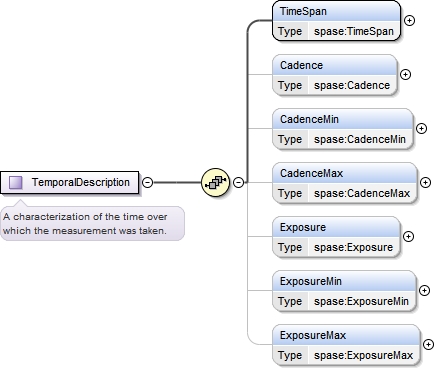 TimeSpan
Type spase:TimeSpan
Cadence
Type spase:Cadence
CadenceMin
Type spase:CadenceMin
TemporalDescription
A characterization of the time over
which the measurement was taken.
CadenceMax
Type spase:CadenceMax
Exposure
Type spase:Exposure
ExposureMin
Type spase:ExposureMin
ExposureMax
Type spase:ExposureMax